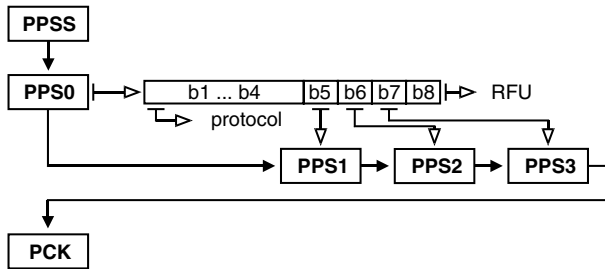 PPSS
PPS0 b1 ... b4 b5 b6 b7 b8 RFU
protocol
PPS1 PPS2 PPS3
PCK